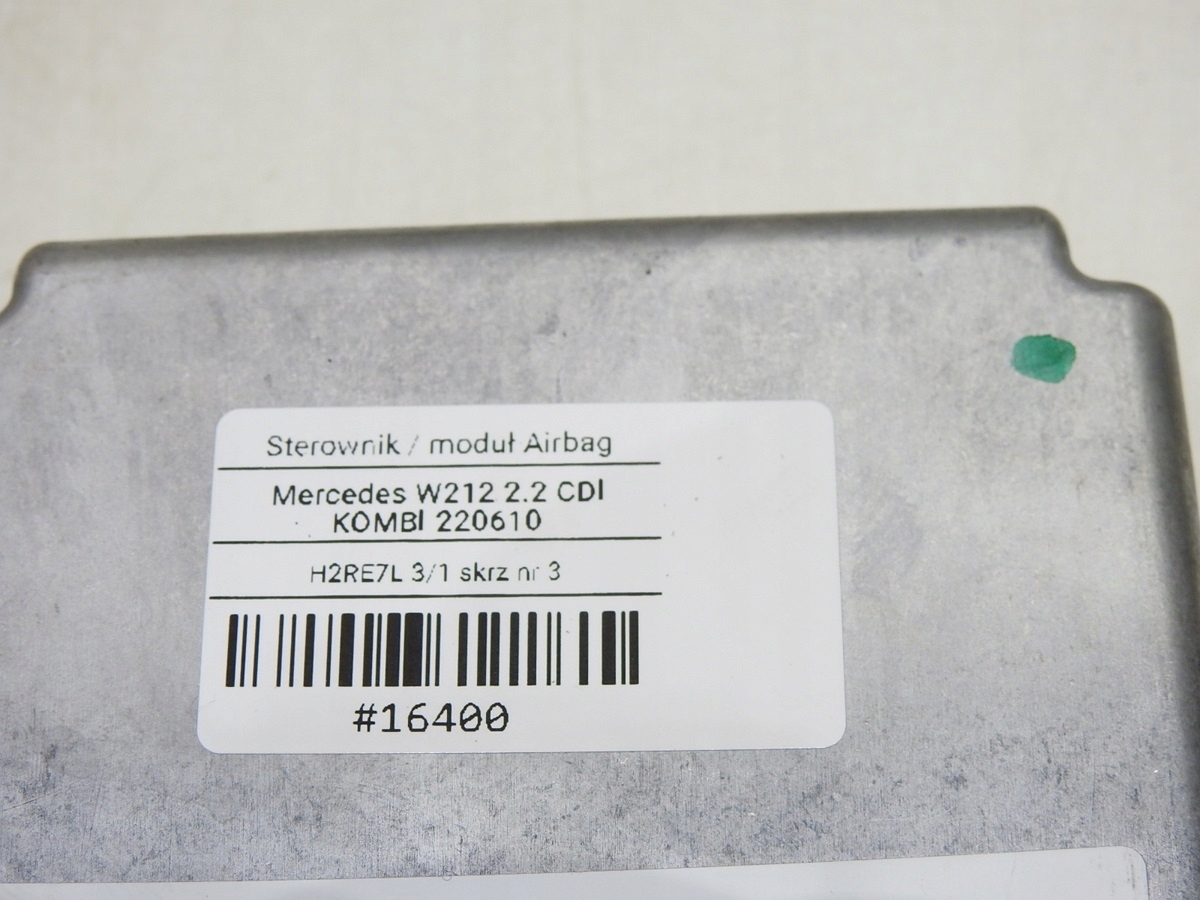 Sterownik / moduł Airbag
Mercedes W212 2.2 CDI
KOMBI 220610
H2RE7L 3/1 skrz nr 3
#16400